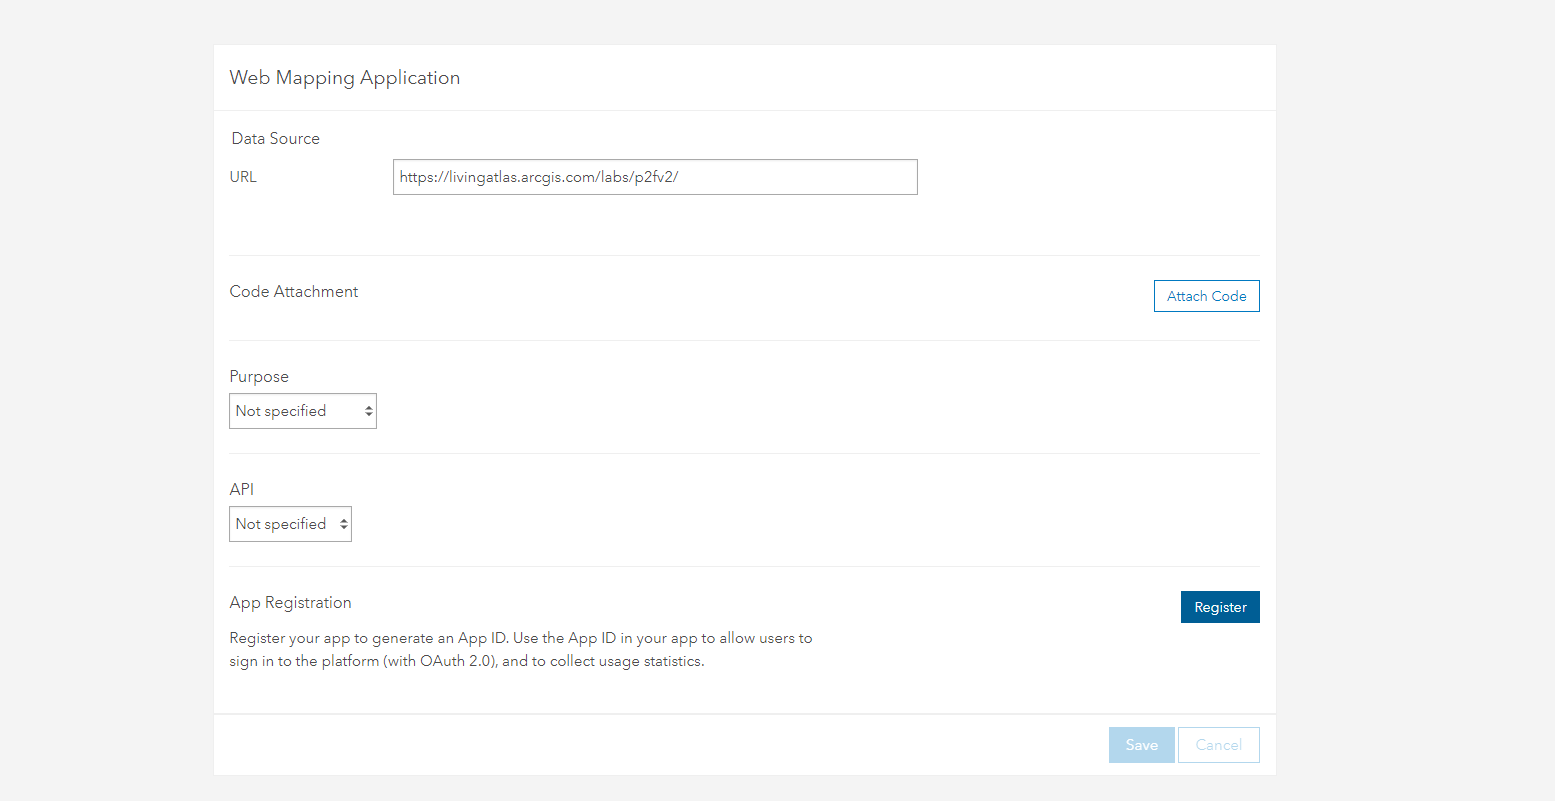 Web Mapping Application
Data Source
URL
https://livingatlas.arcgis.com/labs/p2fv2/
Code Attachment
Attach Code
Purpose
Not specified
API
Not specified
App Registration
Register
Register your app to generate an App ID. Use the App ID in your app to allow users to
sign in to the platform (with OAuth 2.0), and to collect usage statistics.
Save
Cancel